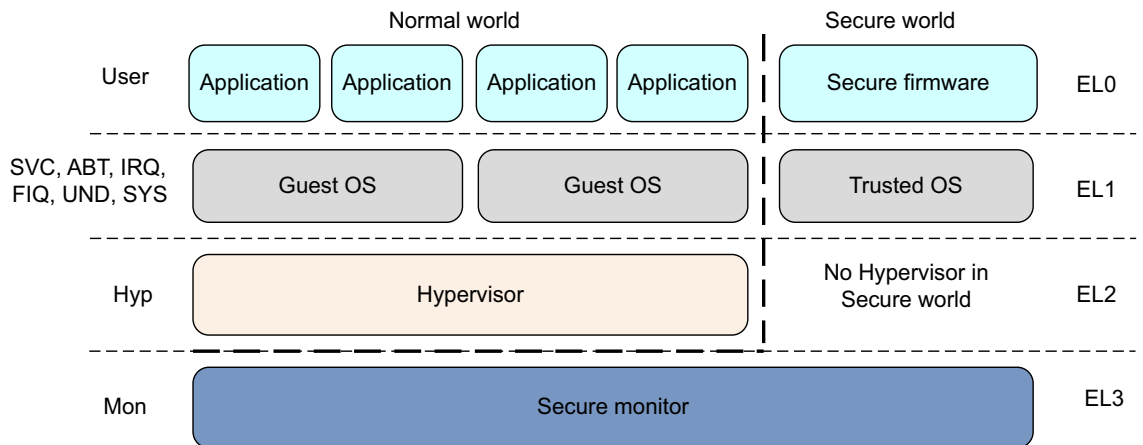 Normal world
Secure world
User
Application
Application
Application
Application
Secure firmware
EL0
SVC, ABT, IRQ,
FIQ, UND, SYS
Guest OS
Guest OS
Trusted OS
EL1
Hyp
Hypervisor
No Hypervisor in
Secure world
EL2
Mon
Secure monitor
EL3